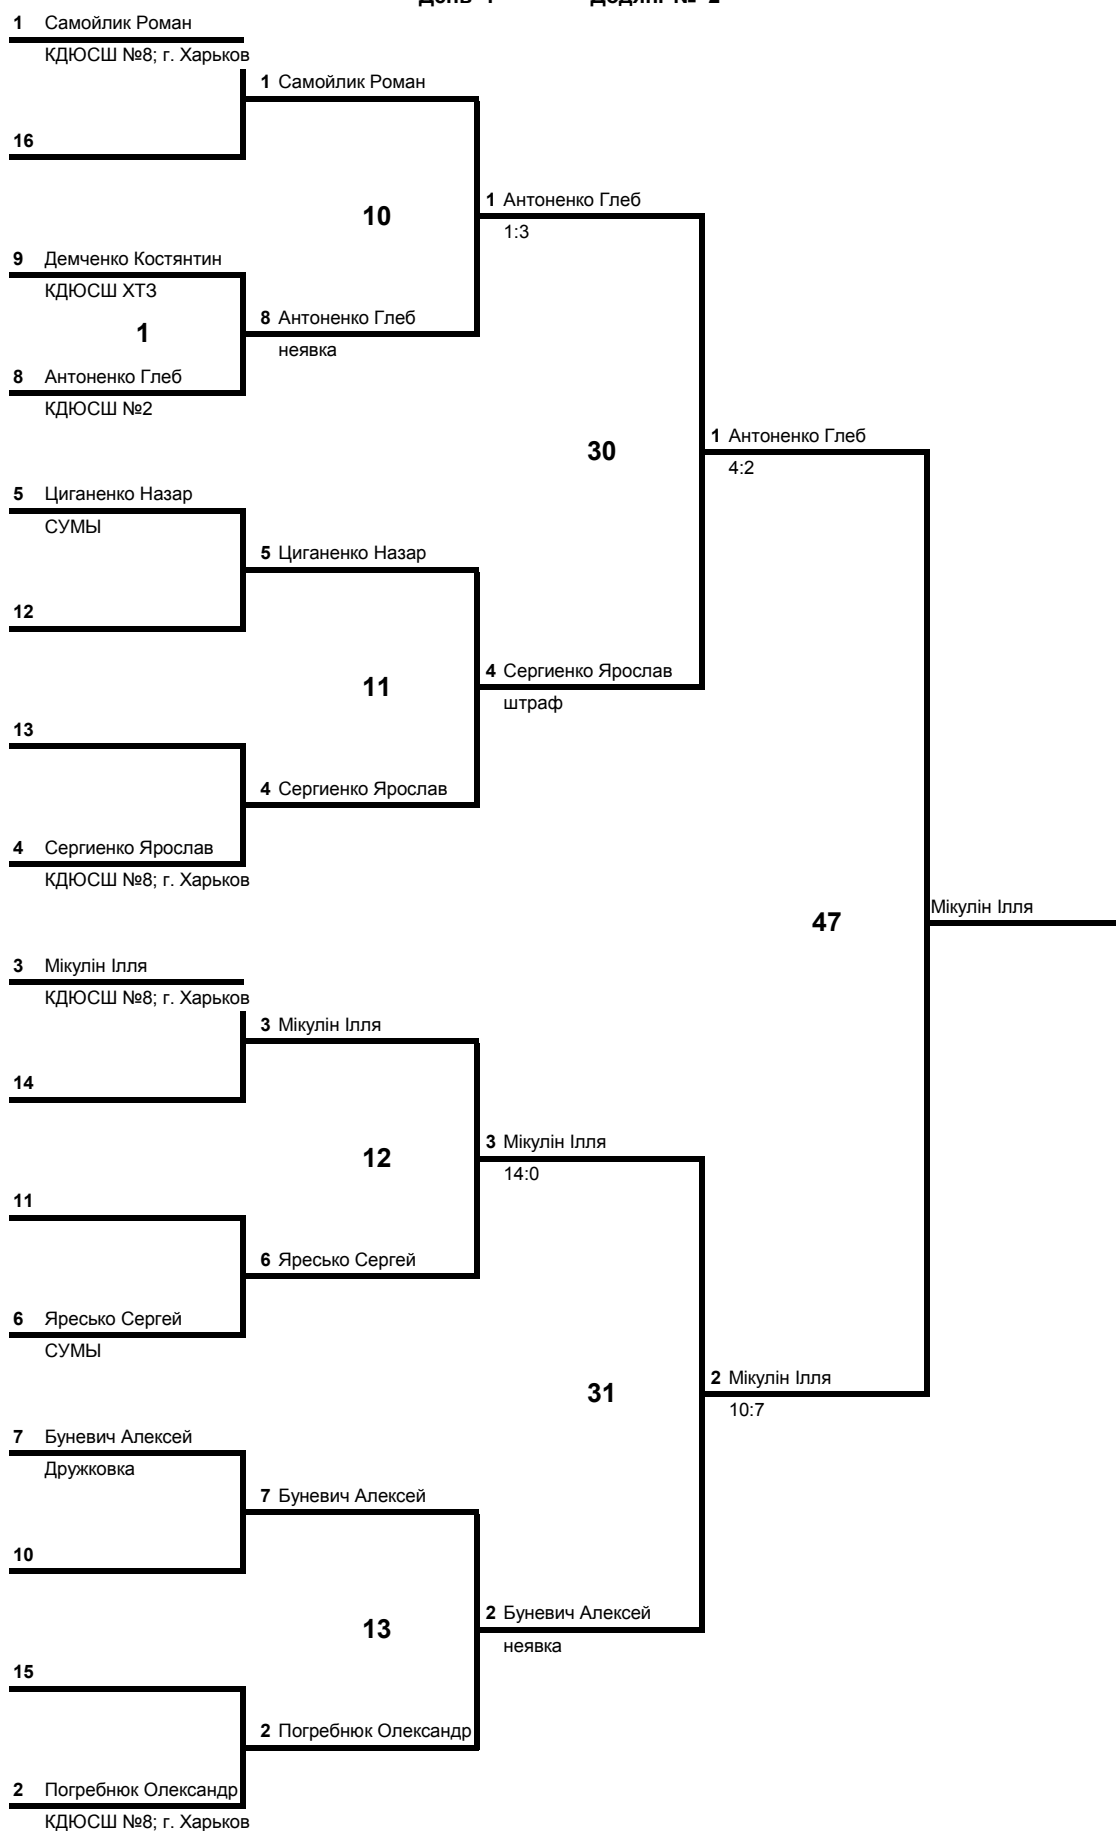 1 Самойлик Роман
КДЮСШ №8; г. Харьков
1 Самойлик Роман
16
10
1 Антоненко Глеб
1:3
9 Демченко Костянтин
КДЮСШ ХТЗ
1
8 Антоненко Глеб
неявка
8 Антоненко Глеб
КДЮСШ №2
30
1 Антоненко Глеб
4:2
5 Циганенко Назар
СУМЫ
5 Циганенко Назар
12
11
4 Сергиенко Ярослав
штраф
13
4 Сергиенко Ярослав
4 Сергиенко Ярослав
КДЮСШ №8; г. Харьков
47
Мікулін Ілля
3 Мікулін Ілля
КДЮСШ №8; г. Харьков
3 Мікулін Ілля
14
12
3 Мікулін Ілля
14:0
11
6 Яресько Сергей
6 Яресько Сергей
СУМЫ
31
2 Мікулін Ілля
10:7
7 Буневич Алексей
Дружковка
7 Буневич Алексей
10
13
2 Буневич Алексей
неявка
15
2 Погребнюк Олександр
2 Погребнюк Олександр
КДЮСШ №8; г. Харьков